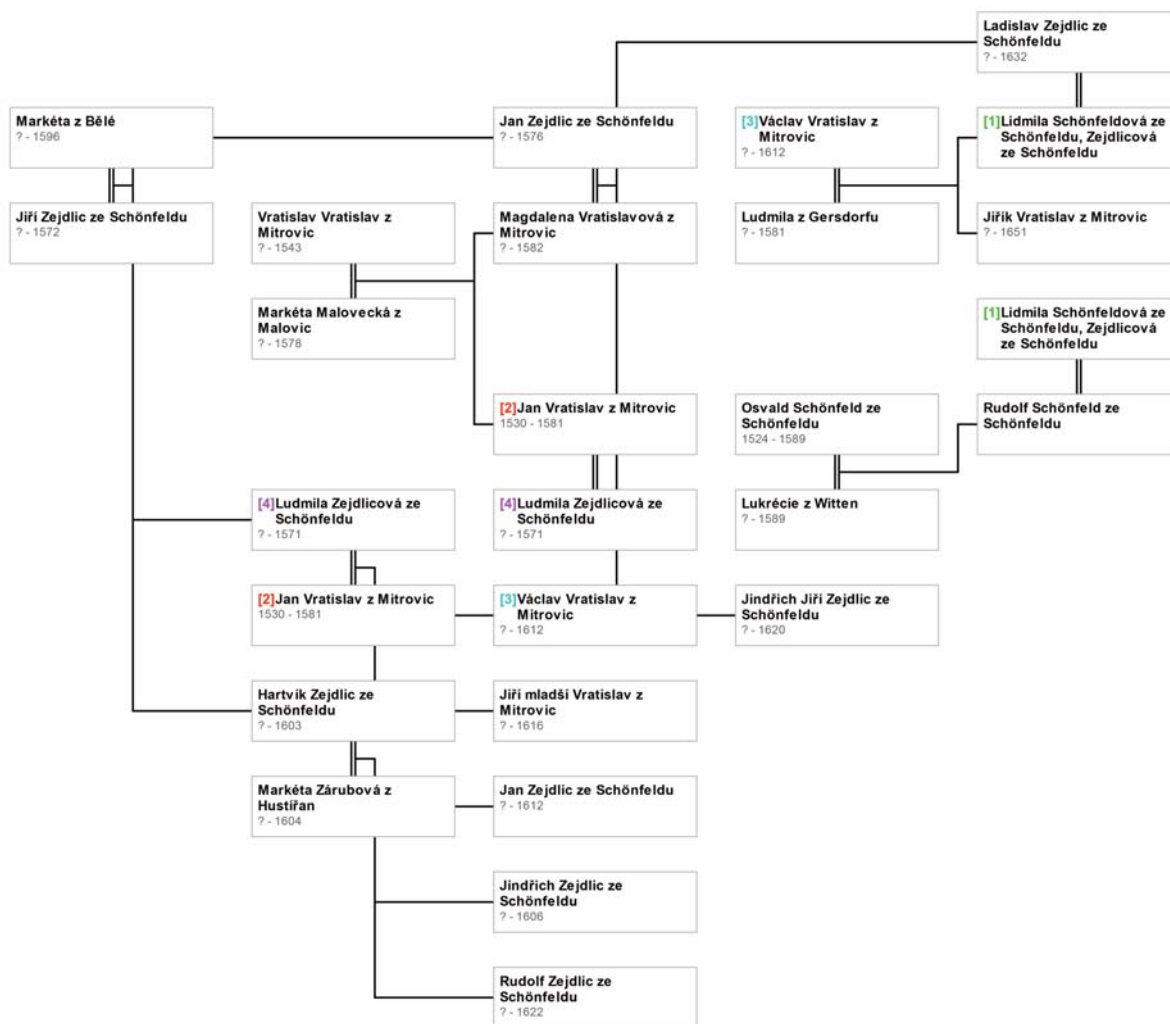 Ladislav Zejdlic ze
Schönfeldu
? - 1632
Markéta z Bělé
? - 1596
Jan Zejdlic ze Schönfeldu
? - 1576
[3]Václav Vratislav z
Mitrovic
? - 1612
[1]Lidmila Schönfeldová ze
Schönfeldu, Zejdlicová
ze Schönfeldu
Jiří Zejdlic ze Schönfeldu
? - 1572
Vratislav Vratislav z
Mitrovic
? - 1543
Magdalena Vratislavová z
Mitrovic
? - 1582
Ludmila z Gersdorfu
? - 1581
Jiřík Vratislav z Mitrovic
? - 1651
Markéta Malovecká z
Malovic
? - 1578
[1]Lidmila Schönfeldová ze
Schönfeldu, Zejdlicová
ze Schönfeldu
[2]Jan Vratislav z Mitrovic
1530 - 1581
Osvald Schönfeld ze
Schönfeldu
1524 - 1589
Rudolf Schönfeld ze
Schönfeldu
[4]Ludmila Zejdlicová ze
Schönfeldu
? - 1571
[4]Ludmila Zejdlicová ze
Schönfeldu
? - 1571
Lukrécie z Witten
? - 1589
[2]Jan Vratislav z Mitrovic
1530 - 1581
[3]Václav Vratislav z
Mitrovic
? - 1612
Jindřich Jiří Zejdlic ze
Schönfeldu
? - 1620
Hartvík Zejdlic ze
Schönfeldu
? - 1603
Jiří mladší Vratislav z
Mitrovic
? - 1616
Markéta Zárubová z
Hustířan
? - 1604
Jan Zejdlic ze Schönfeldu
? - 1612
Jindřich Zejdlic ze
Schönfeldu
? - 1606
Rudolf Zejdlic ze
Schönfeldu
? - 1622